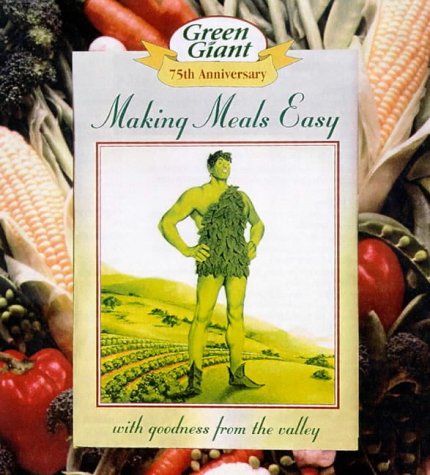 Green
Giant
75th Anniversary
Making Meals Easy
with goodness from the valley